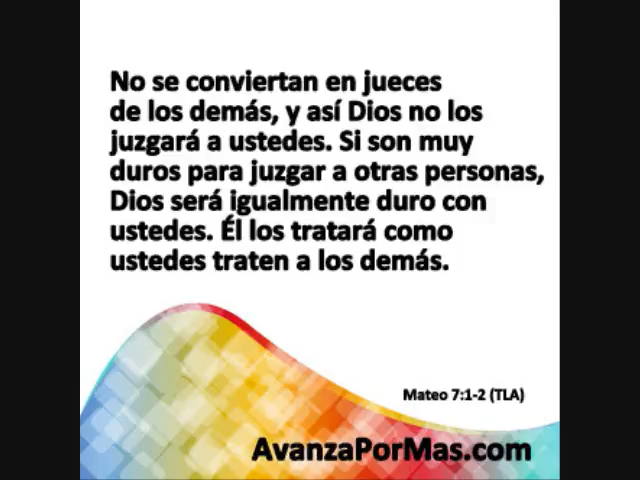 No se conviertan en jueces
de los demás, y así Dios no los
juzgará a ustedes. Si son muy
duros para juzgar a otras personas,
Dios será igualmente duro con
ustedes. Él los tratará como
ustedes traten a los demás.
Mateo 7:1-2 (TLA)
AvanzaPorMas.com